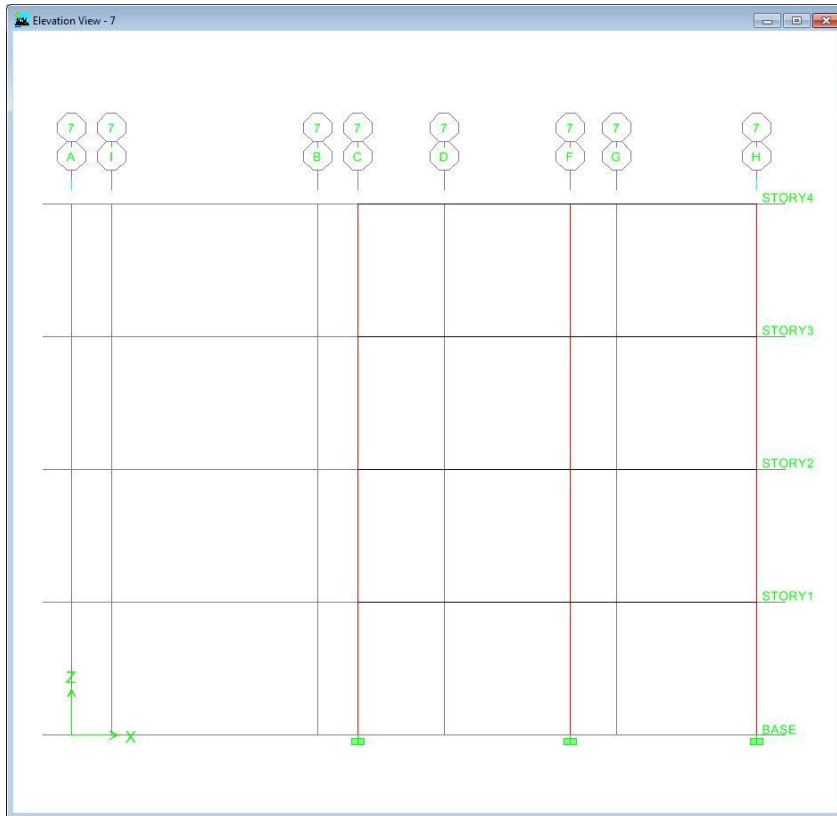 Elevation View - 7
7 7 7 7 7 7 7 7
A I B C D F G H
STORY4
STORY3
STORY2
STORY1
Z
BASE
X